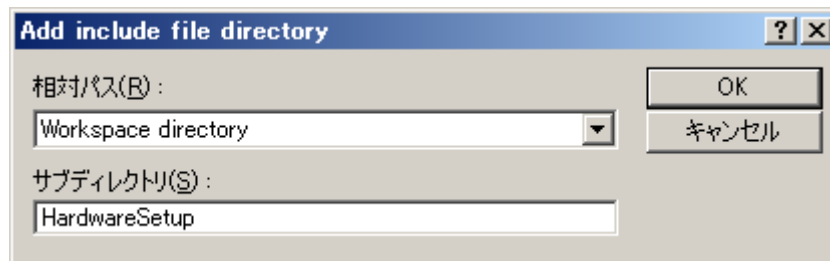 Add include file directory
相対パス(R) :
OK
Workspace directory
キャンセル
サブディレクトリ(S) :
HardwareSetup